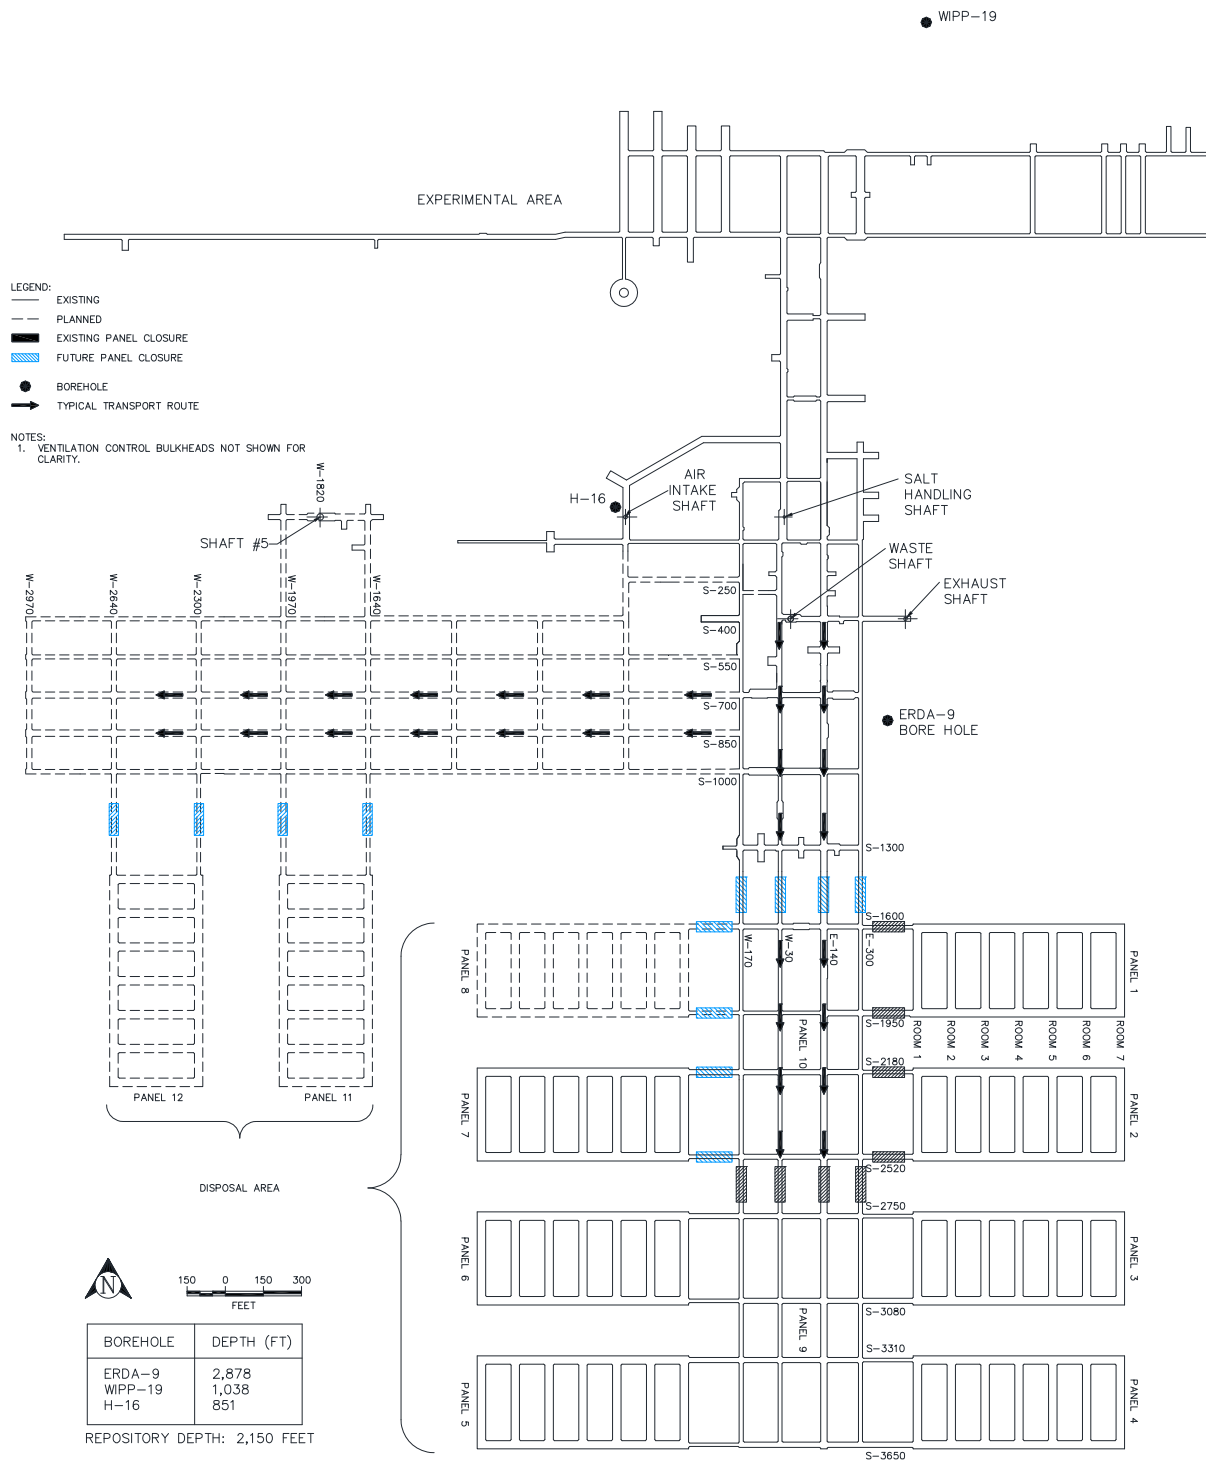 WIPP-19
EXPERIMENTAL AREA
LEGEND:
EXISTING
PLANNED
EXISTING PANEL CLOSURE
FUTURE PANEL CLOSURE
BOREHOLE
TYPICAL TRANSPORT ROUTE
NOTES:
1. VENTILATION CONTROL BULKHEADS NOT SHOWN FOR
CLARITY.
W-1820
SHAFT #5
H-16
AIR
INTAKE
SHAFT
SALT
HANDLING
SHAFT
WASTE
SHAFT
EXHAUST
SHAFT
W-2970
W-2640
W-2300
W-1970
W-1640
S-250
S-400
S-550
S-700
S-850
S-1000
ERDA-9
BORE HOLE
S-1300
S-1600
W-170
W-30
E-140
E-300
PANEL 8
PANEL 1
S-1950
PANEL 10
ROOM 1
ROOM 2
ROOM 3
ROOM 4
ROOM 5
ROOM 6
ROOM 7
S-2180
PANEL 12
PANEL 11
PANEL 7
PANEL 2
S-2520
DISPOSAL AREA
S-2750
PANEL 6
PANEL 3
S-3080
PANEL 9
S-3310
PANEL 5
PANEL 4
S-3650
N
150 0 150 300
FEET
BOREHOLE DEPTH (FT)
ERDA-9 2,878
WIPP-19 1,038
H-16 851
REPOSITORY DEPTH: 2,150 FEET